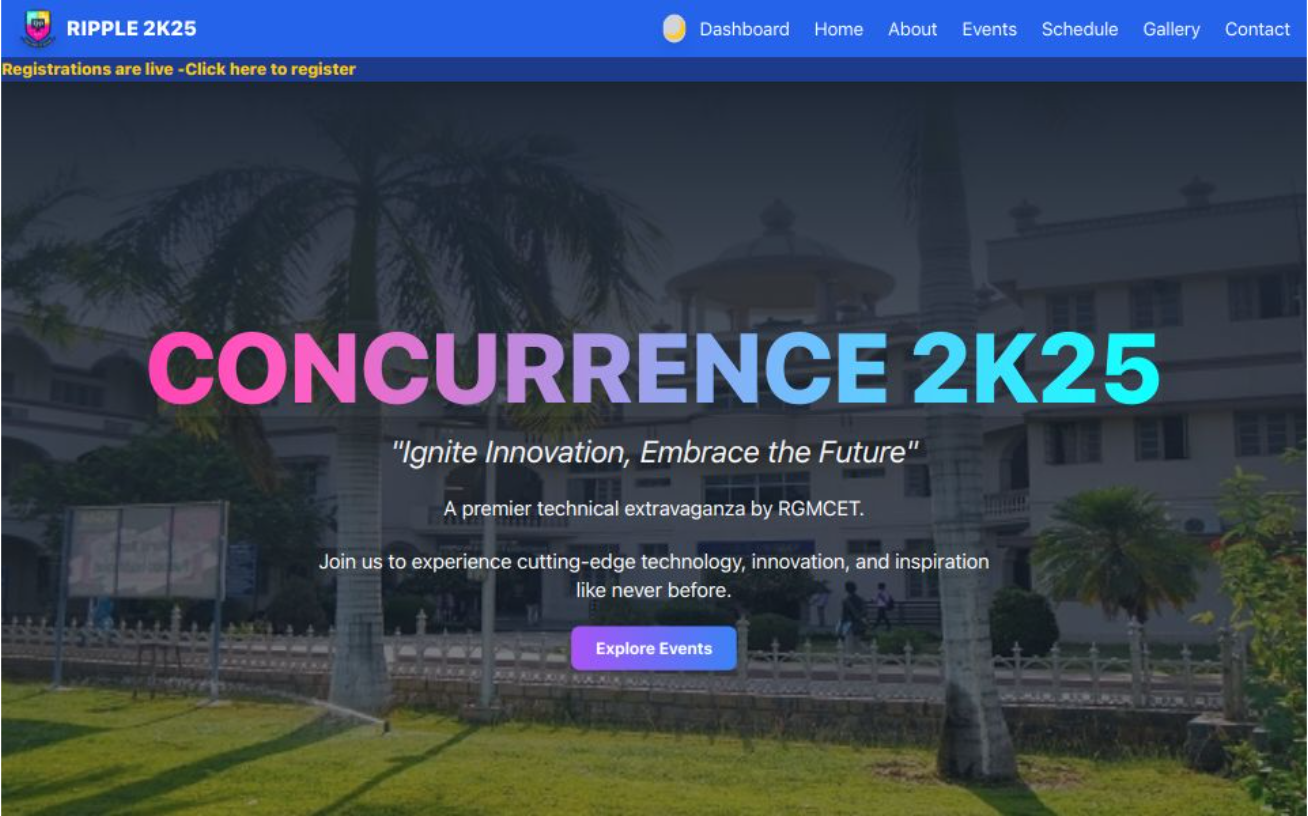 RIPPLE 2K25
Dashboard Home About Events Schedule Gallery Contact
Registrations are live -Click here to register
CONCURRENCE 2K25
"Ignite Innovation, Embrace the Future"
A premier technical extravaganza by RGMCET.
Join us to experience cutting-edge technology, innovation, and inspiration
like never before.
Explore Events